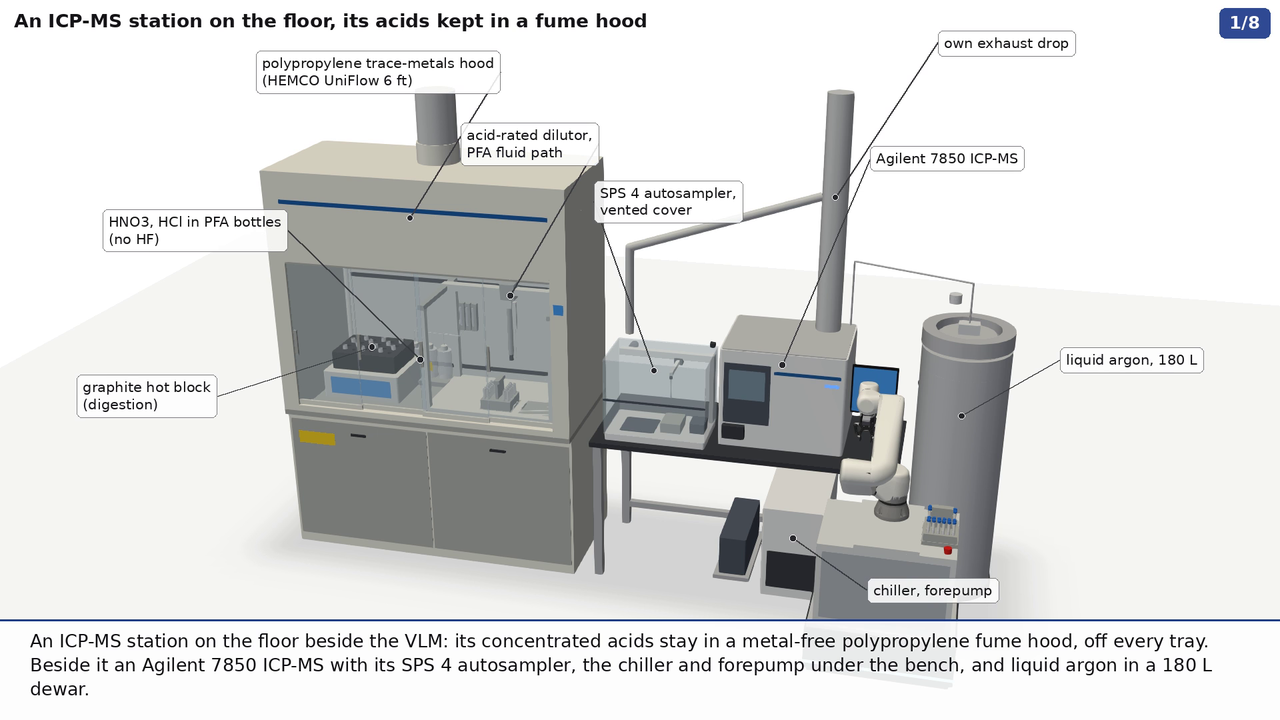 An ICP-MS station on the floor, its acids kept in a fume hood
1/8
own exhaust drop
polypropylene trace-metals hood
(HEMCO UniFlow 6 ft)
acid-rated dilutor,
PFA fluid path
Agilent 7850 ICP-MS
SPS 4 autosampler,
vented cover
HNO3, HCl in PFA bottles
(no HF)
liquid argon, 180 L
graphite hot block
(digestion)
chiller, forepump
An ICP-MS station on the floor beside the VLM: its concentrated acids stay in a metal-free polypropylene fume hood, off every tray.
Beside it an Agilent 7850 ICP-MS with its SPS 4 autosampler, the chiller and forepump under the bench, and liquid argon in a 180 L
dewar.